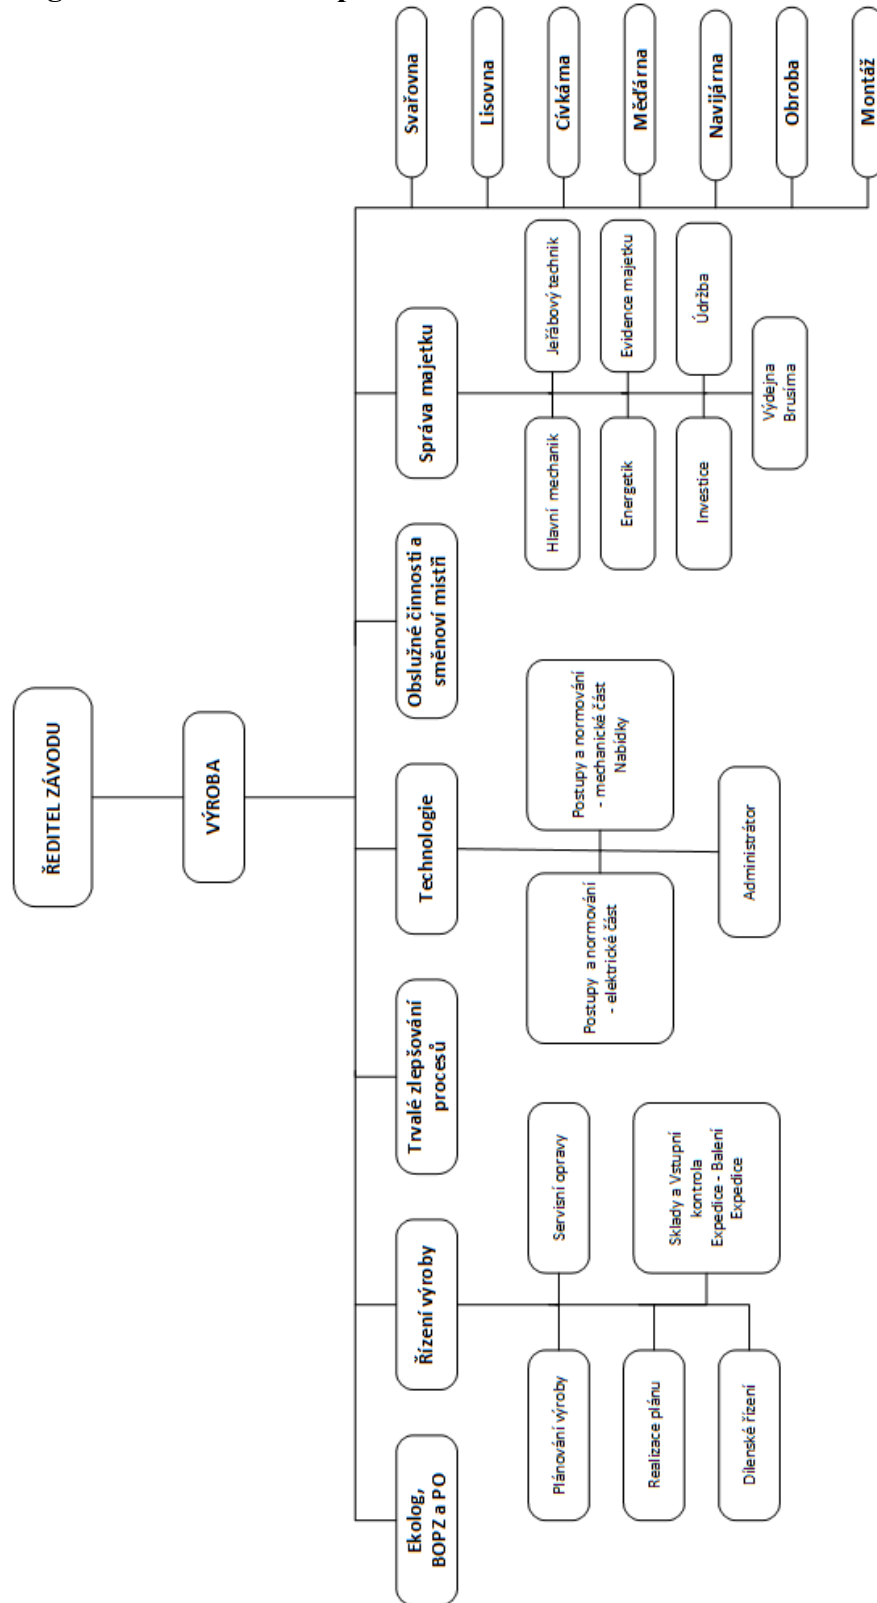 ŘEDITEL ZÁVODU
VÝROBA
Ekolog,
BOPZ a PO
Řízení výroby
Trvalé zlepšování
procesů
Technologie
Obslužné činnosti a
směnoví mistři
Správa majetku
Plánování výroby
Servisní opravy
Realizace plánu
Sklady a Vstupní
kontrola
Expedice - Balení
Expedice
Dílenské řízení
Postupy a normování
- elektrické část
Postupy a normování
- mechanické část
Nabídky
Administrátor
Hlavní mechanik
Jeřábový technik
Energetik
Evidence majetku
Investice
Údržba
Výdejna
Brusírna
Svařovna
Lisovna
Cívkárna
Měďárna
Navijárna
Obroba
Montáž